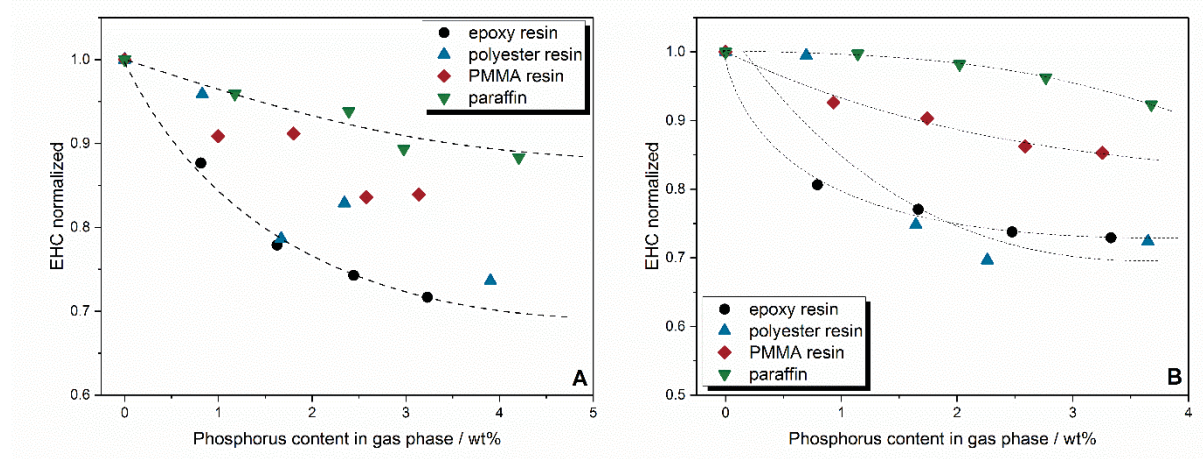 epoxy resin
polyester resin
PMMA resin
paraffin
1.0
0.9
0.8
0.7
0.6
EHC normalized
A
0 1 2 3 4 5
Phosphorus content in gas phase / wt%
1.0
0.9
0.8
0.7
0.6
0.5
EHC normalized
epoxy resin
polyester resin
PMMA resin
paraffin
B
0 1 2 3 4
Phosphorus content in gas phase / wt%